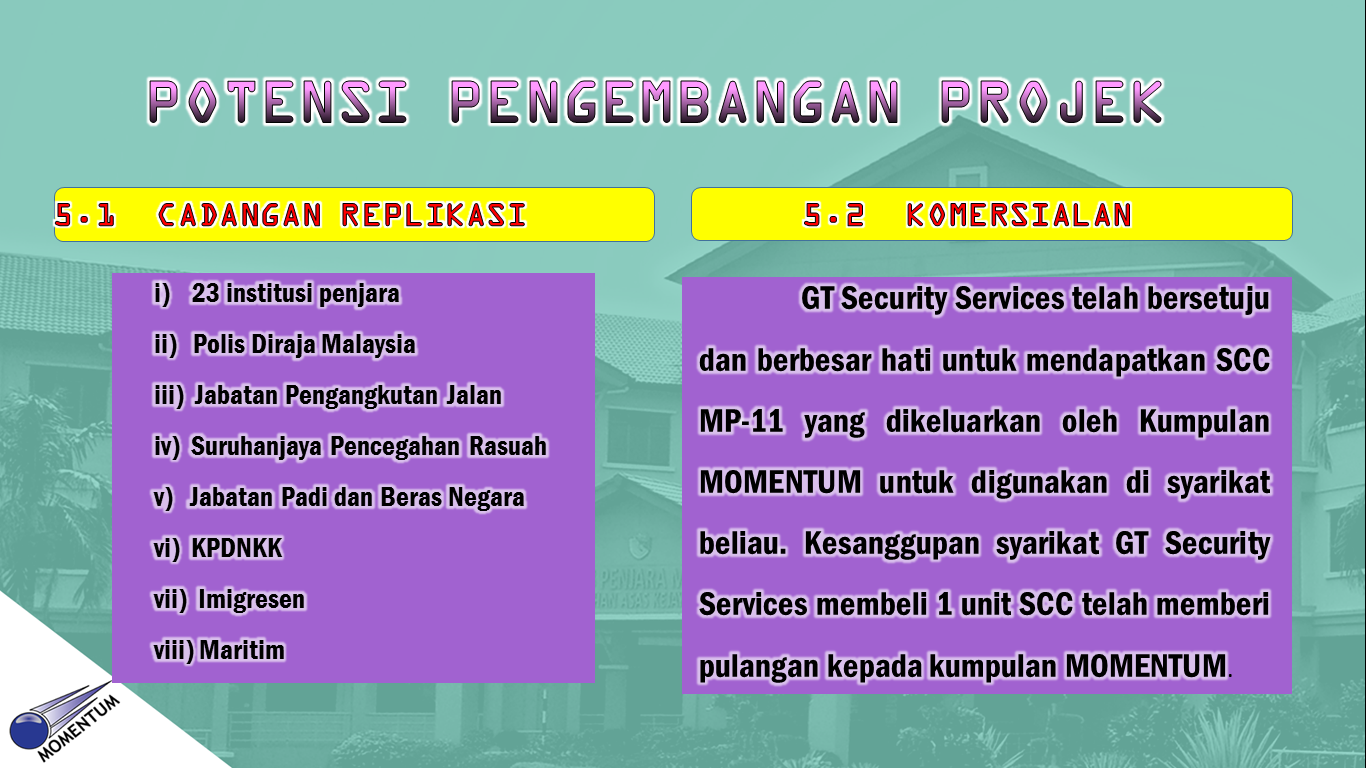 POTENSI PENGEMBANGAN PROJEK
5.1 CADANGAN REPLIKASI
i) 23 institusi penjara
ii) Polis Diraja Malaysia
iii) Jabatan Pengangkutan Jalan
iv) Suruhanjaya Pencegahan Rasuah
v) Jabatan Padi dan Beras Negara
vi) KPDNKK
vii) Imigresen
viii) Maritim
5.2 KOMERSIALAN
GT Security Services telah bersetuju
dan berbesar hati untuk mendapatkan SCC
MP-11 yang dikeluarkan oleh Kumpulan
MOMENTUM untuk digunakan di syarikat
beliau. Kesanggupan syarikat GT Security
Services membeli 1 unit SCC telah memberi
pulangan kepada kumpulan MOMENTUM.
PENJARA
MOMENTUM